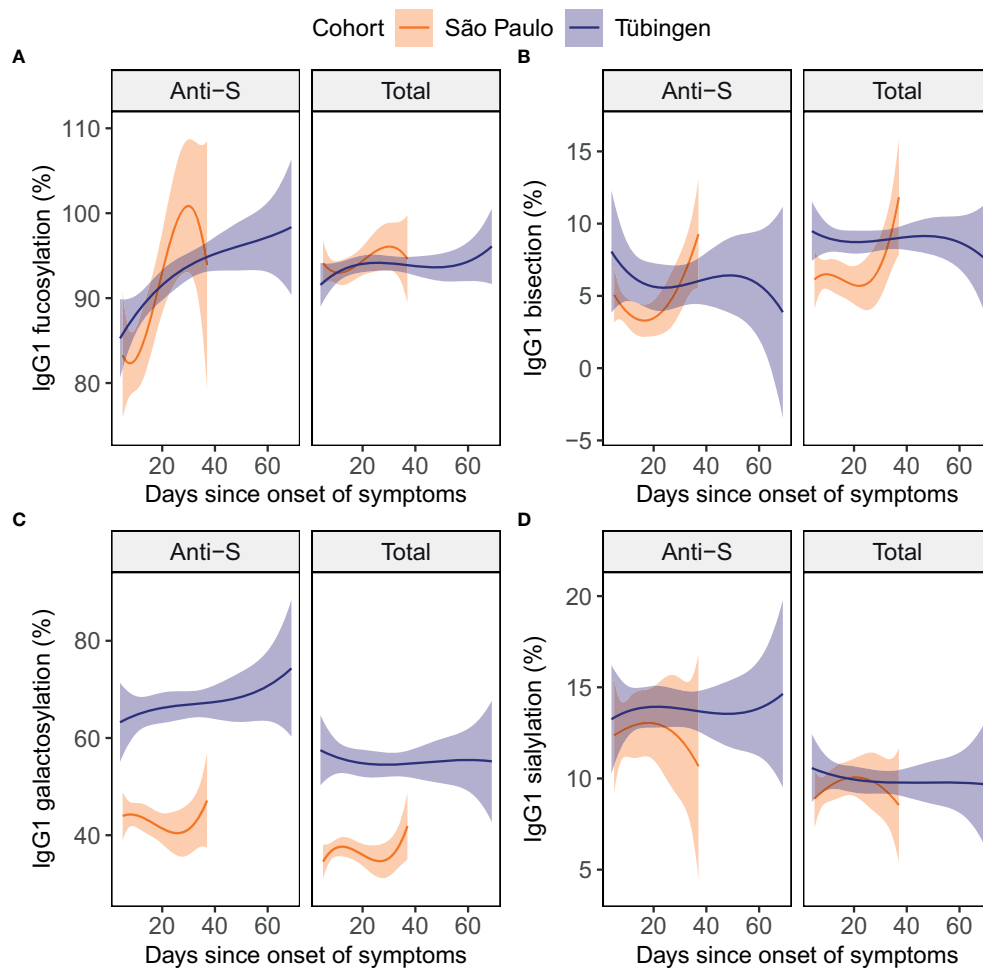 Cohort São Paulo Tübingen
A
Anti−S Total
IgG1 fucosylation (%)
110
100
90
80
20 40 60 20 40 60
Days since onset of symptoms
B
Anti−S Total
IgG1 bisection (%)
15
10
5
0
−5
20 40 60 20 40 60
Days since onset of symptoms
C
Anti−S Total
IgG1 galactosylation (%)
80
60
40
20 40 60 20 40 60
Days since onset of symptoms
D
Anti−S Total
IgG1 sialylation (%)
20
15
10
5
20 40 60 20 40 60
Days since onset of symptoms